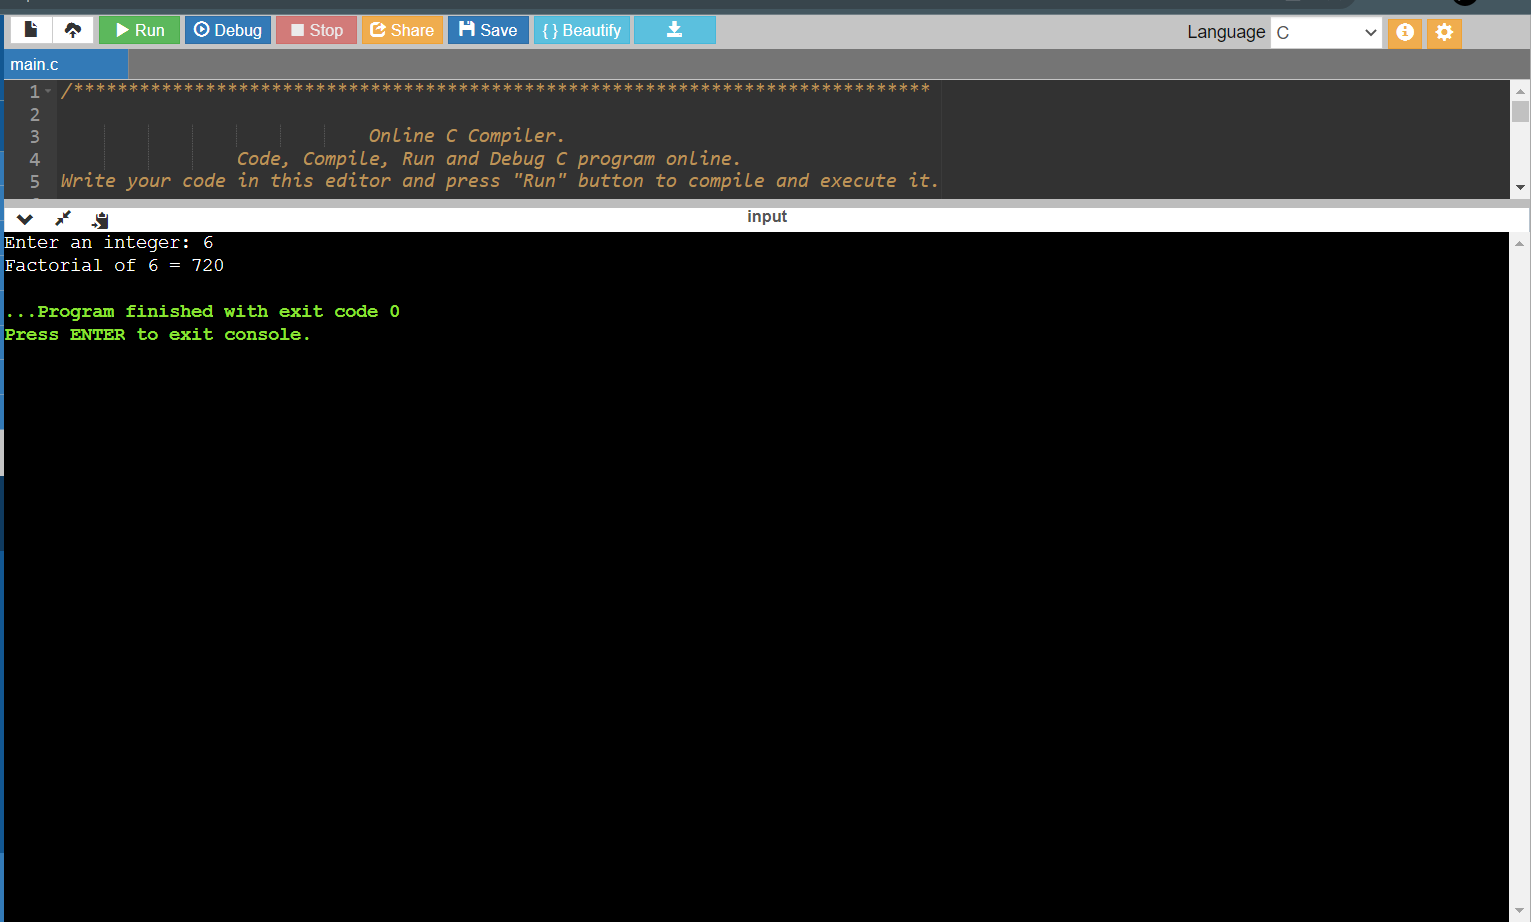 Run Debug Stop Share Save { } Beautify Language C
main.c
1 /******************************************************************************
2
3 Online C Compiler.
4 Code, Compile, Run and Debug C program online.
5 Write your code in this editor and press "Run" button to compile and execute it.
input
Enter an integer: 6
Factorial of 6 = 720
...Program finished with exit code 0
Press ENTER to exit console.